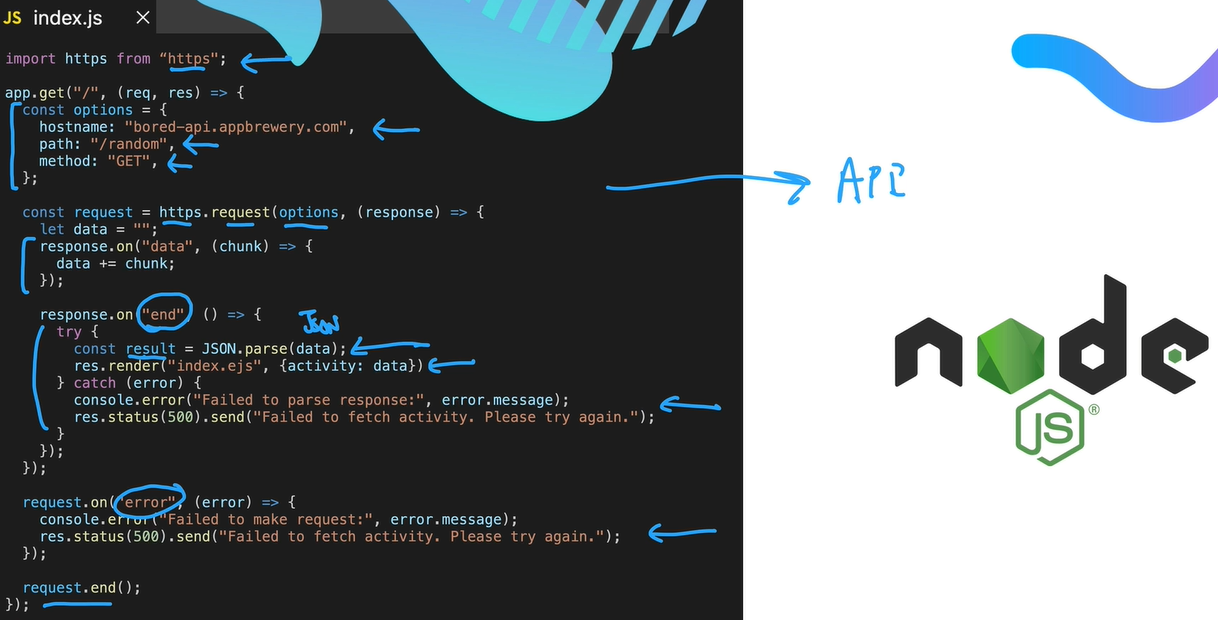 JS index.js ×
import https from “https";
app.get("/", (req, res) => {
const options = {
hostname: "bored-api.appbrewery.com",
path: "/random",
method: "GET",
};
API
const request = https.request(options, (response) => {
let data = "";
response.on("data", (chunk) => {
data += chunk;
});
response.on("end", () => {
JSON
try {
const result = JSON.parse(data);
res.render("index.ejs", {activity: data})
} catch (error) {
console.error("Failed to parse response:", error.message);
res.status(500).send("Failed to fetch activity. Please try again.");
}
});
});
request.on("error", (error) => {
console.error("Failed to make request:", error.message);
res.status(500).send("Failed to fetch activity. Please try again.");
});
request.end();
});
node
JS®